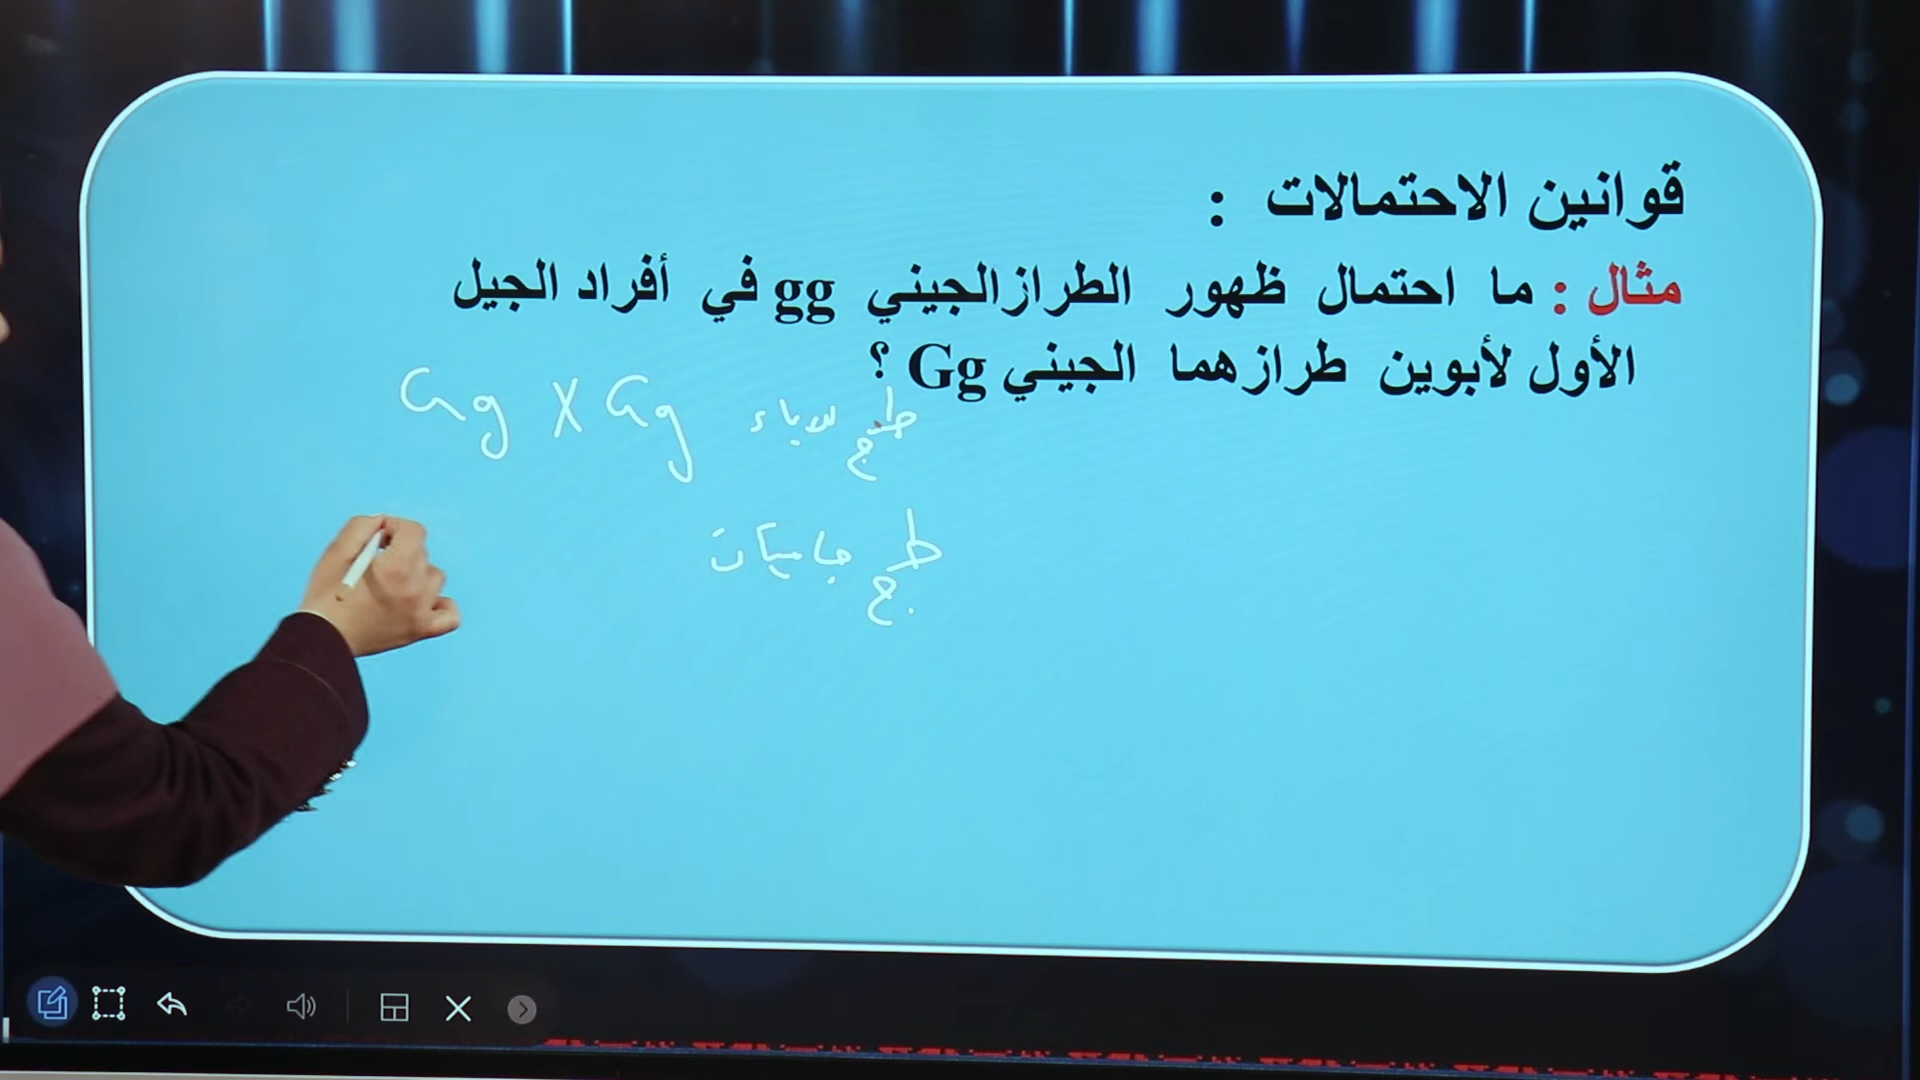 قوانين الاحتمالات :
مثال : ما احتمال ظهور الطرازالجيني gg في أفراد الجيل
الأول لأبوين طرازهما الجيني Gg ؟
ط ج للاباء Gg X Gg
ط ج جاميتات